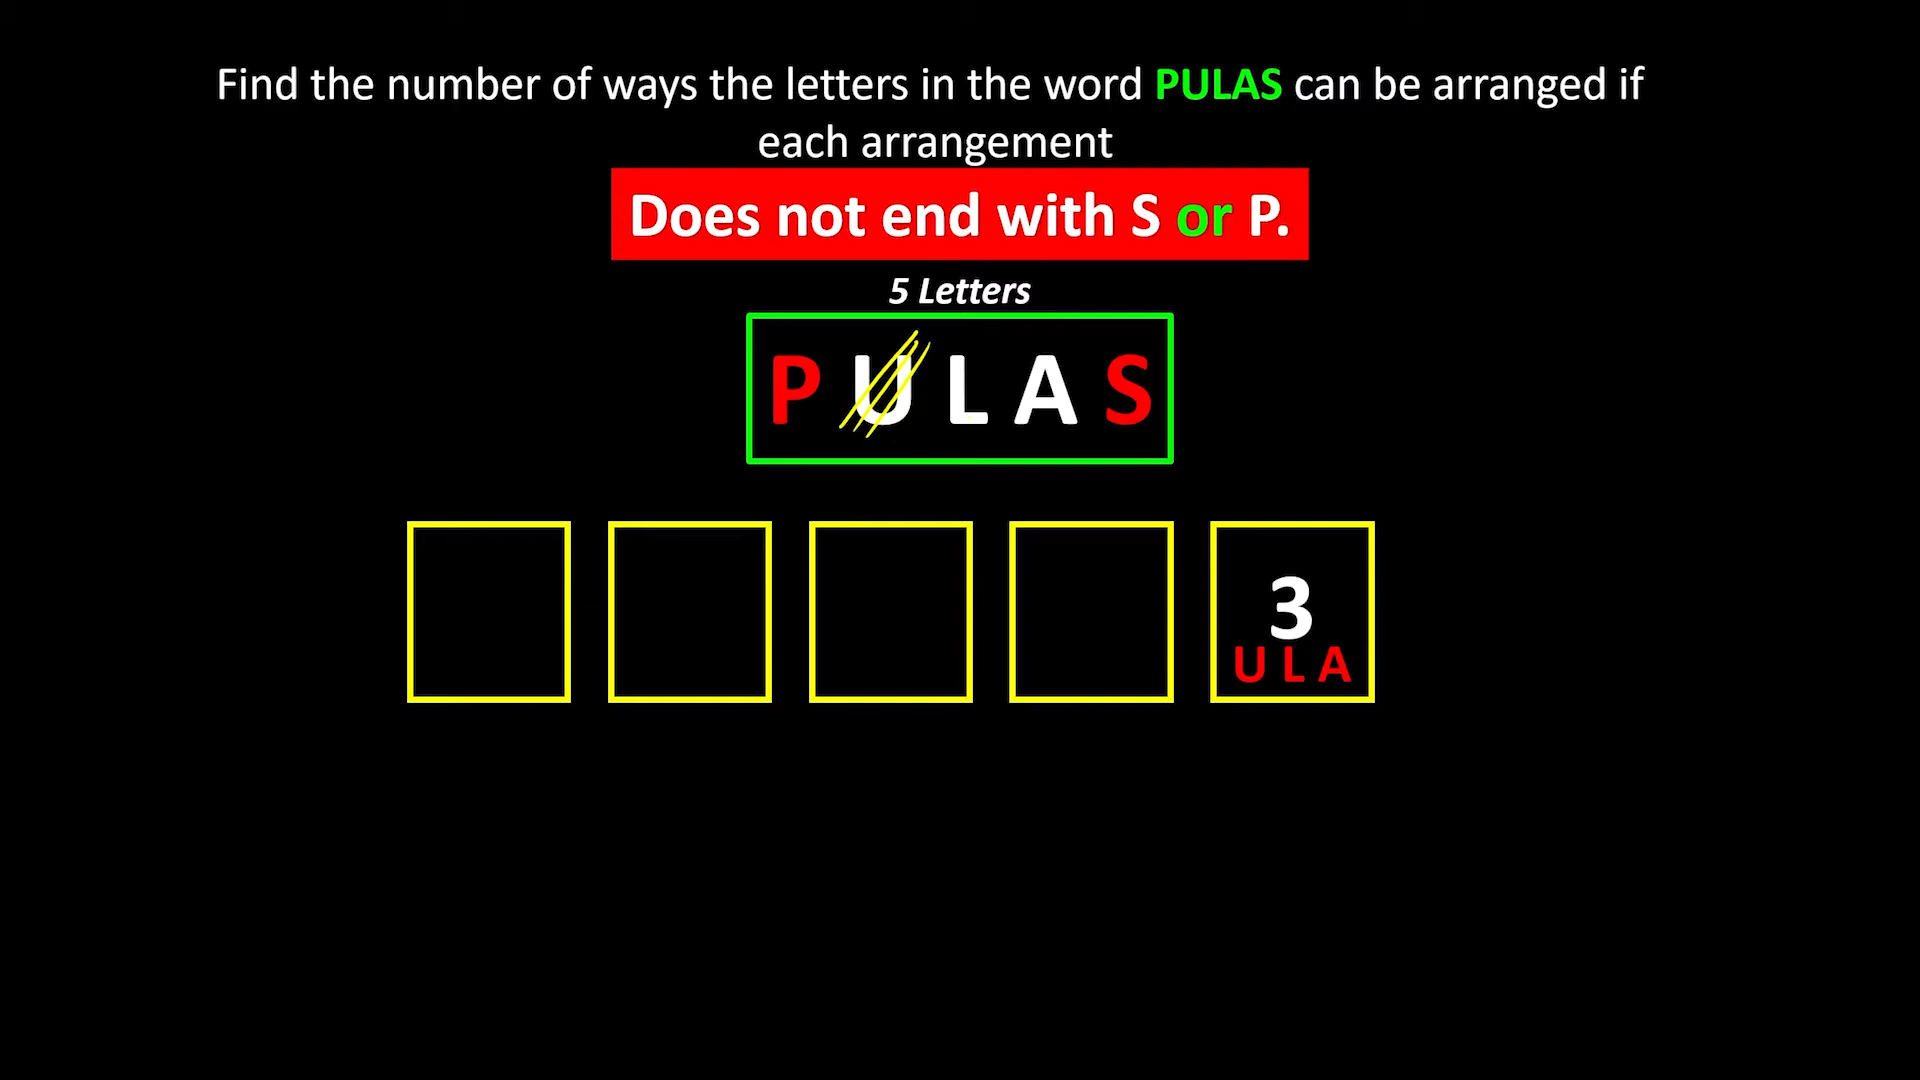 Find the number of ways the letters in the word PULAS can be arranged if
each arrangement
Does not end with S or P.
5 Letters
P U L A S
3
U L A